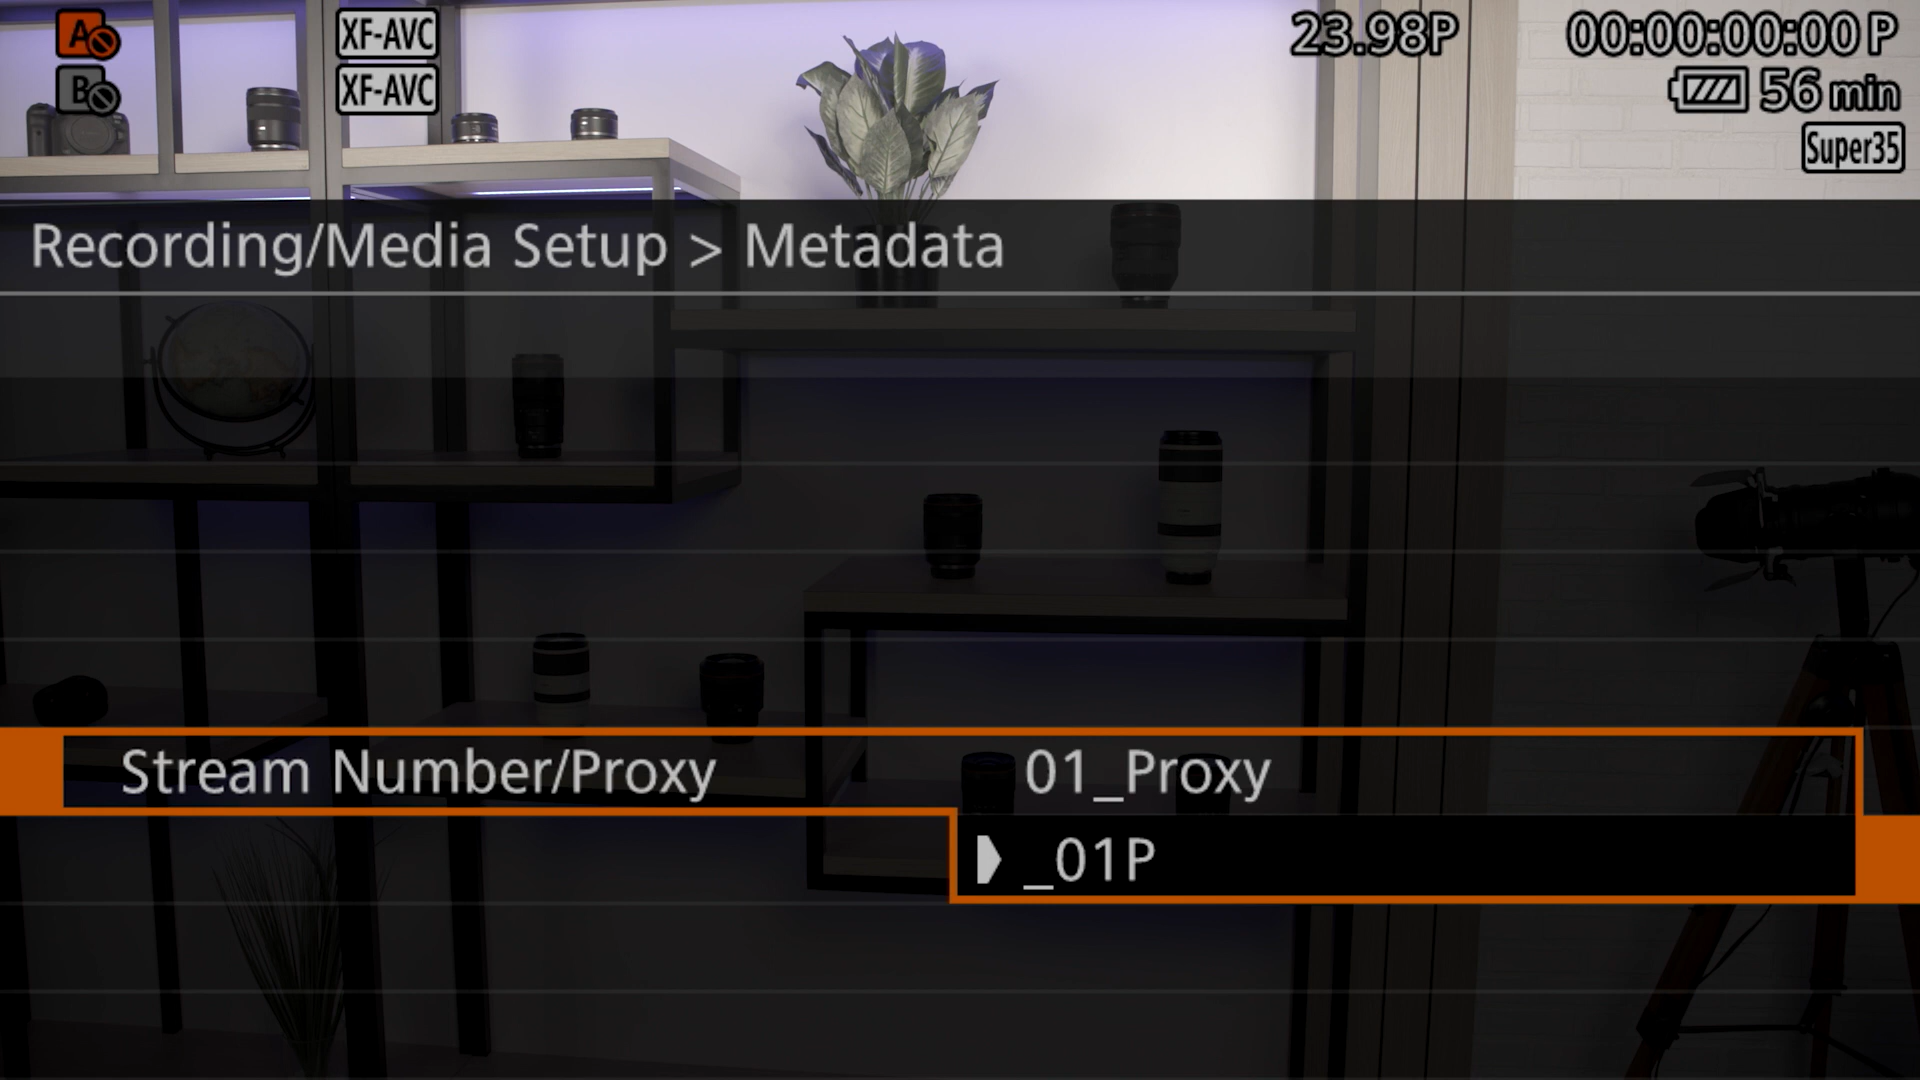 A XF-AVC 23.98P 00:00:00:00 P
B XF-AVC 56 min
Super35
Recording/Media Setup > Metadata
Stream Number/Proxy 01_Proxy
_01P